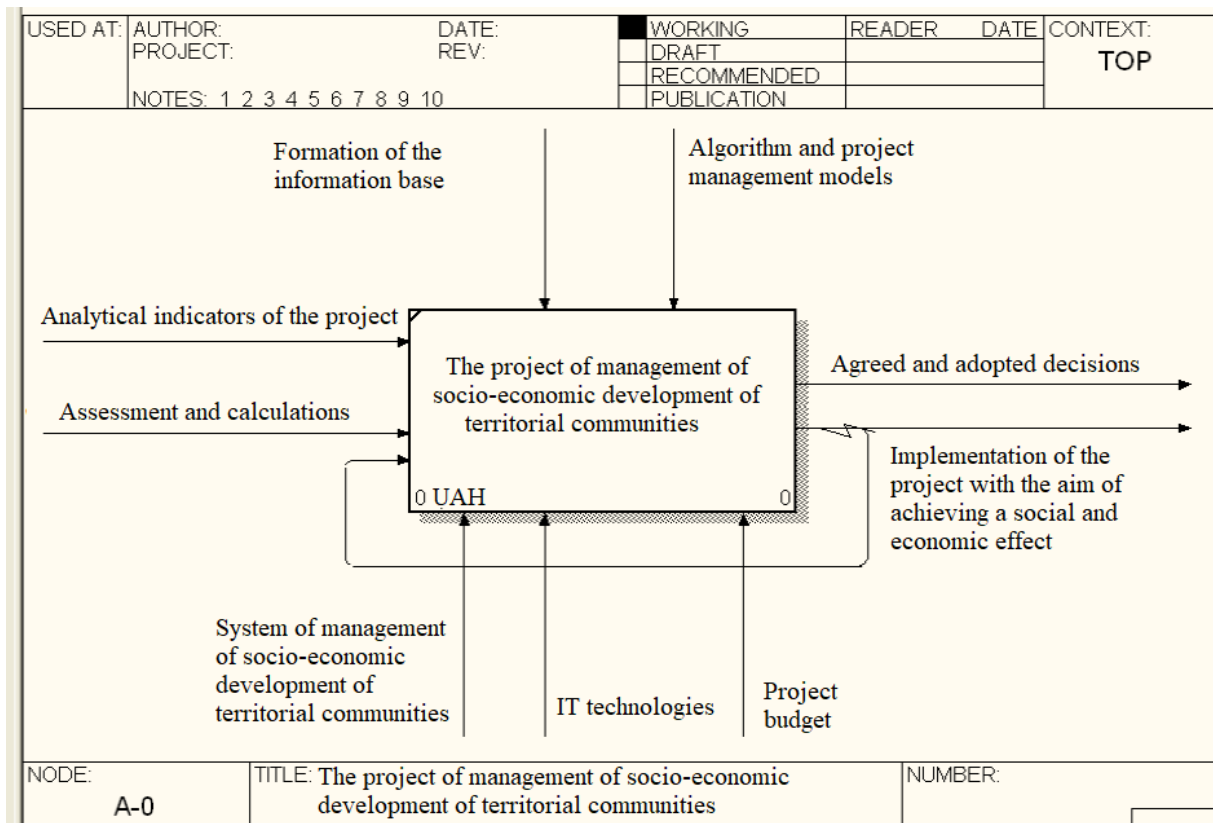 USED AT: AUTHOR: DATE: WORKING READER DATE CONTEXT:
PROJECT: REV: DRAFT
TOP
RECOMMENDED
NOTES: 1 2 3 4 5 6 7 8 9 10 PUBLICATION
Formation of the
information base
Algorithm and project
management models
Analytical indicators of the project
Assessment and calculations
The project of management of
socio-economic development of
territorial communities
0 UAH 0
Agreed and adopted decisions
Implementation of the
project with the aim of
achieving a social and
economic effect
System of management
of socio-economic
development of
territorial communities
IT technologies
Project
budget
NODE: TITLE: The project of management of socio-economic NUMBER:
A-0 development of territorial communities